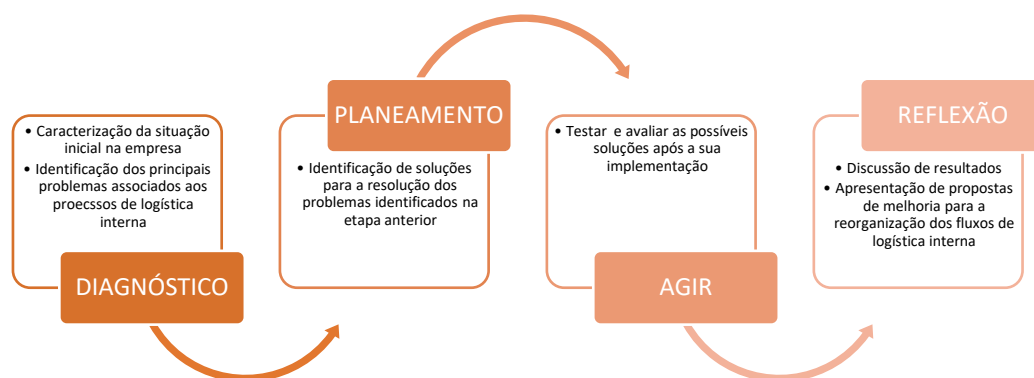 • Caracterização da situação
inicial na empresa
• Identificação dos principais
problemas associados aos
proecssos de logística
interna
DIAGNÓSTICO
PLANEAMENTO
• Identificação de soluções
para a resolução dos
problemas identificados na
etapa anterior
• Testar e avaliar as possíveis
soluções após a sua
implementação
AGIR
REFLEXÃO
• Discussão de resultados
• Apresentação de propostas
de melhoria para a
reorganização dos fluxos de
logística interna